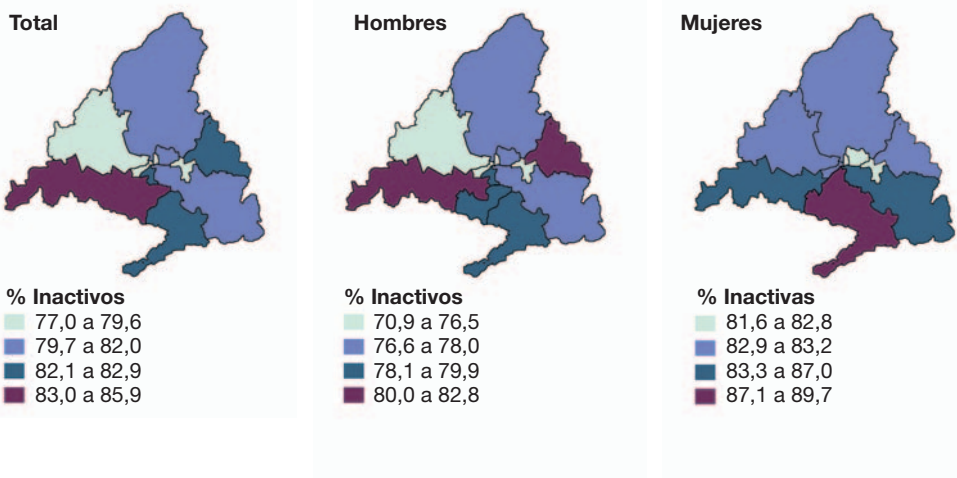 Total
% Inactivos
77,0 a 79,6
79,7 a 82,0
82,1 a 82,9
83,0 a 85,9
Hombres
% Inactivos
70,9 a 76,5
76,6 a 78,0
78,1 a 79,9
80,0 a 82,8
Mujeres
% Inactivas
81,6 a 82,8
82,9 a 83,2
83,3 a 87,0
87,1 a 89,7